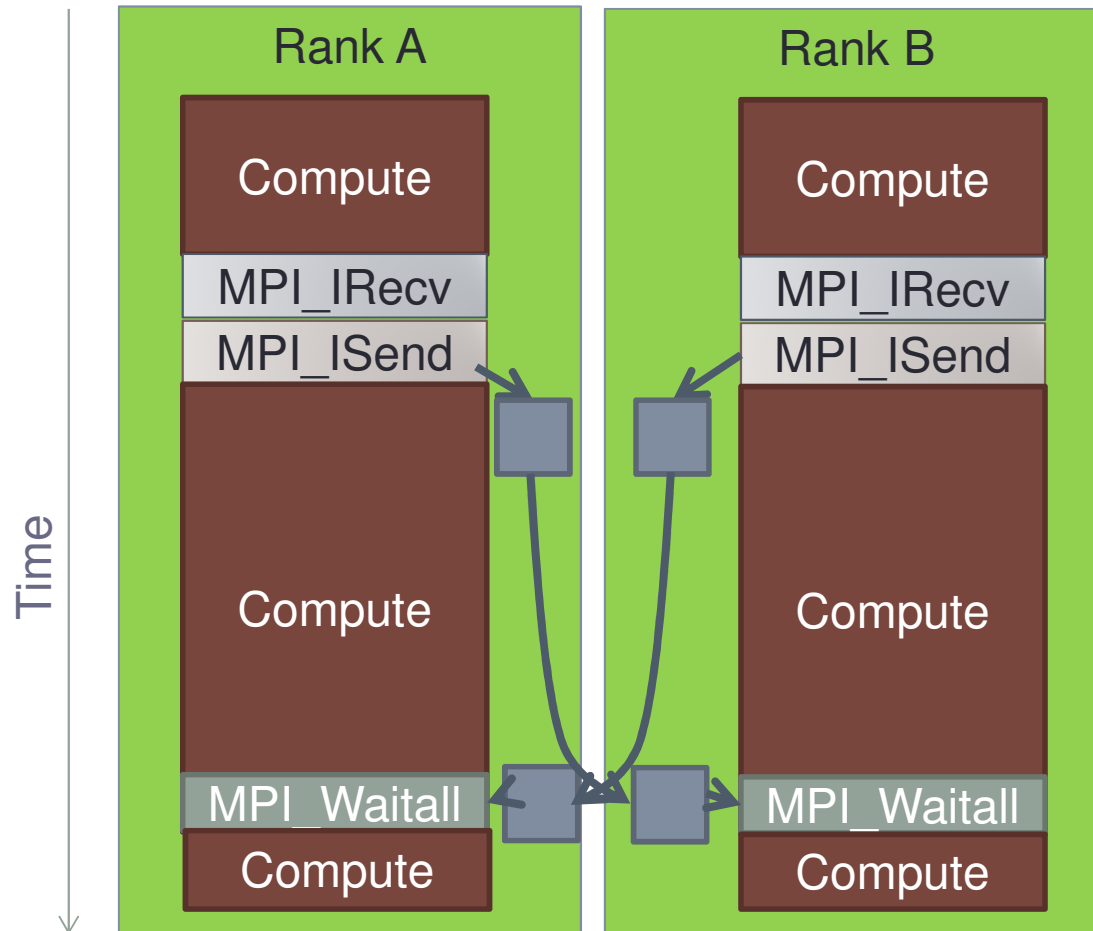 Rank A
Compute
MPI_IRecv
MPI_ISend
Compute
MPI_Waitall
Compute
Rank B
Compute
MPI_IRecv
MPI_ISend
Compute
MPI_Waitall
Compute
Time